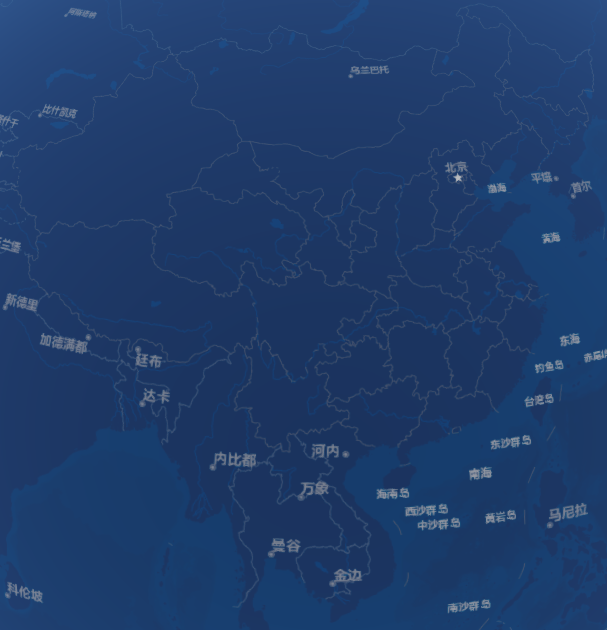 乌兰巴托
比什凯克
北京
平壤
首尔
渤海
黄海
新德里
加德满都
廷布
达卡
东海
钓鱼岛
台湾岛
东沙群岛
内比都
河内
南海
万象
海南岛
西沙群岛
中沙群岛
黄岩岛
马尼拉
曼谷
金边
科伦坡
南沙群岛